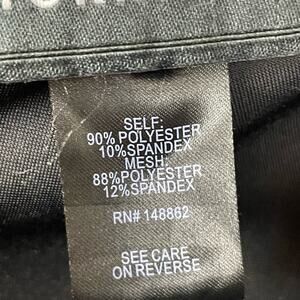 SELF:
90% POLYESTER
10%SPANDEX
MESH:
88%POLYESTER
12%SPANDEX
RN# 148862
SEE CARE
ON REVERSE